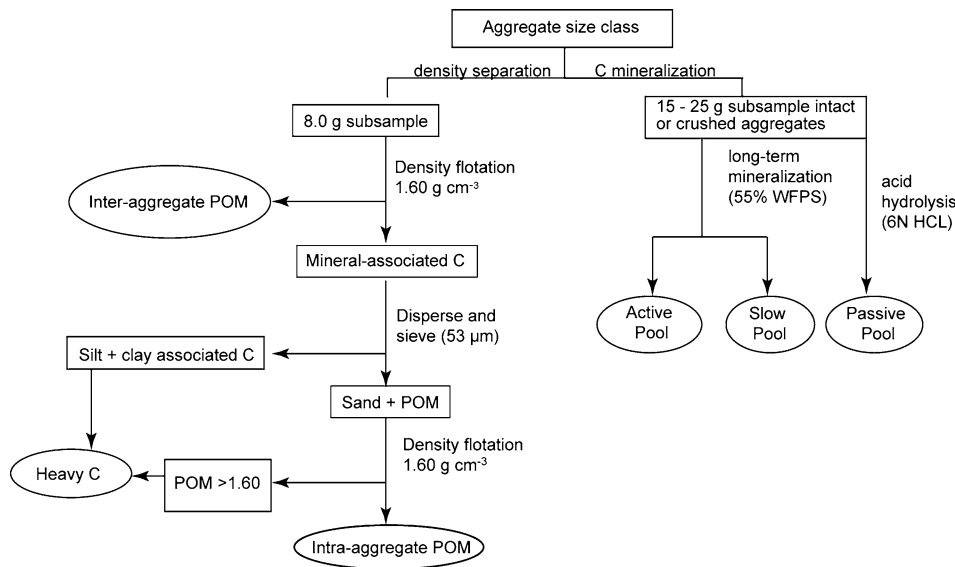 Aggregate size class
density separation
C mineralization
8.0 g subsample
15 - 25 g subsample intact
or crushed aggregates
Density flotation
1.60 g cm⁻³
long-term
mineralization
(55% WFPS)
acid
hydrolysis
(6N HCL)
Inter-aggregate POM
Mineral-associated C
Active
Pool
Slow
Pool
Passive
Pool
Disperse and
sieve (53 µm)
Silt + clay associated C
Sand + POM
Density flotation
1.60 g cm⁻³
Heavy C
POM >1.60
Intra-aggregate POM